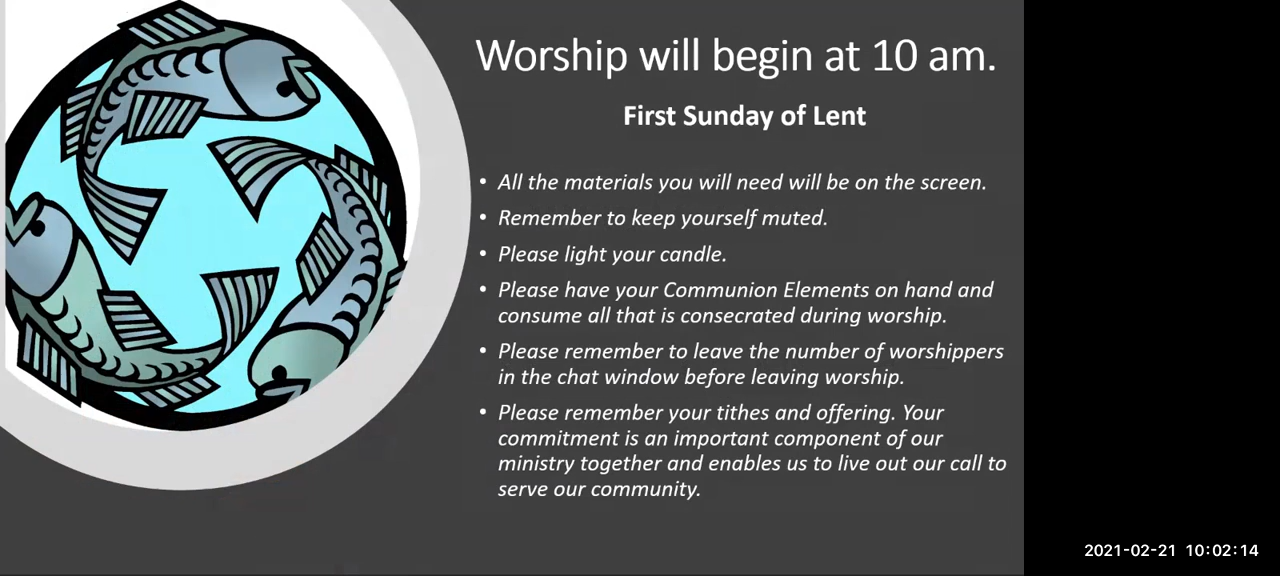 Worship will begin at 10 am.
First Sunday of Lent
• All the materials you will need will be on the screen.
• Remember to keep yourself muted.
• Please light your candle.
• Please have your Communion Elements on hand and
consume all that is consecrated during worship.
• Please remember to leave the number of worshippers
in the chat window before leaving worship.
• Please remember your tithes and offering. Your
commitment is an important component of our
ministry together and enables us to live out our call to
serve our community.
2021-02-21 10:02:14